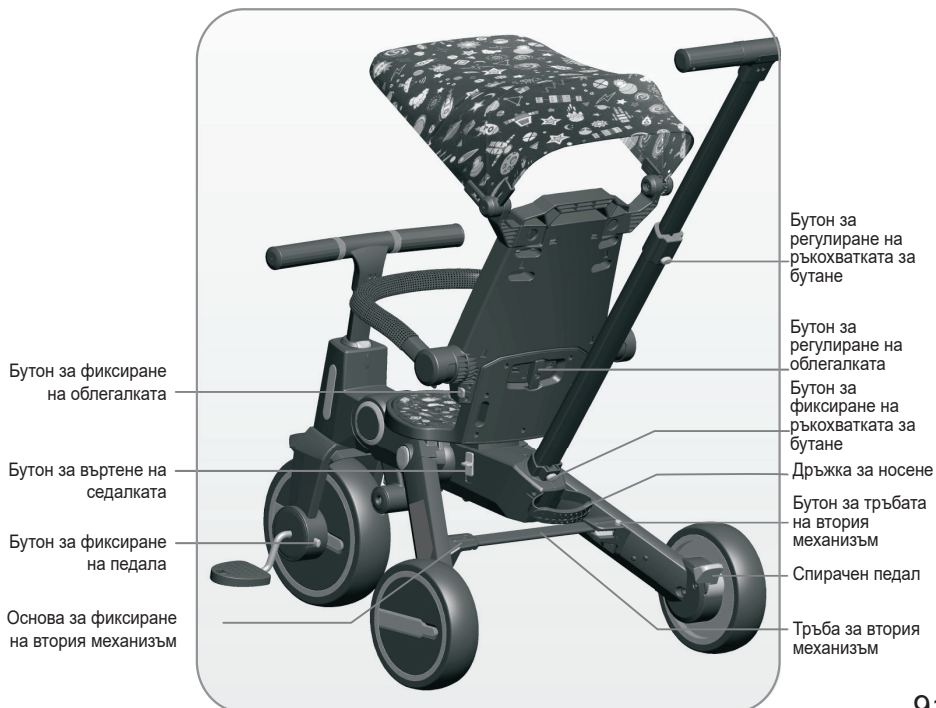 Бутон за фиксиране
на облегалката
Бутон за въртене на
седалката
Бутон за фиксиране
на педала
Основа за фиксиране
на втория механизъм
Бутон за
регулиране на
ръкохватката за
бутане
Бутон за
регулиране на
облегалката
Бутон за
фиксиране на
ръкохватката за
бутане
Дръжка за носене
Бутон за тръбата
на втория
механизъм
Спирачен педал
Тръба за втория
механизъм